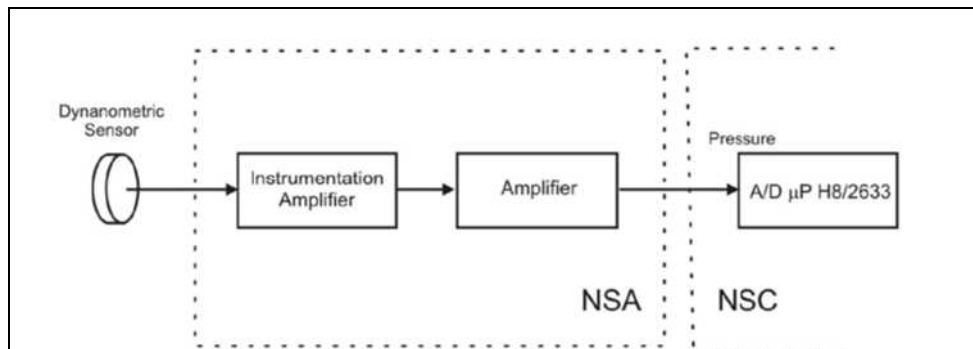 Dynanometric
Sensor
Instrumentation
Amplifier
Amplifier
Pressure
A/D μP H8/2633
NSA
NSC